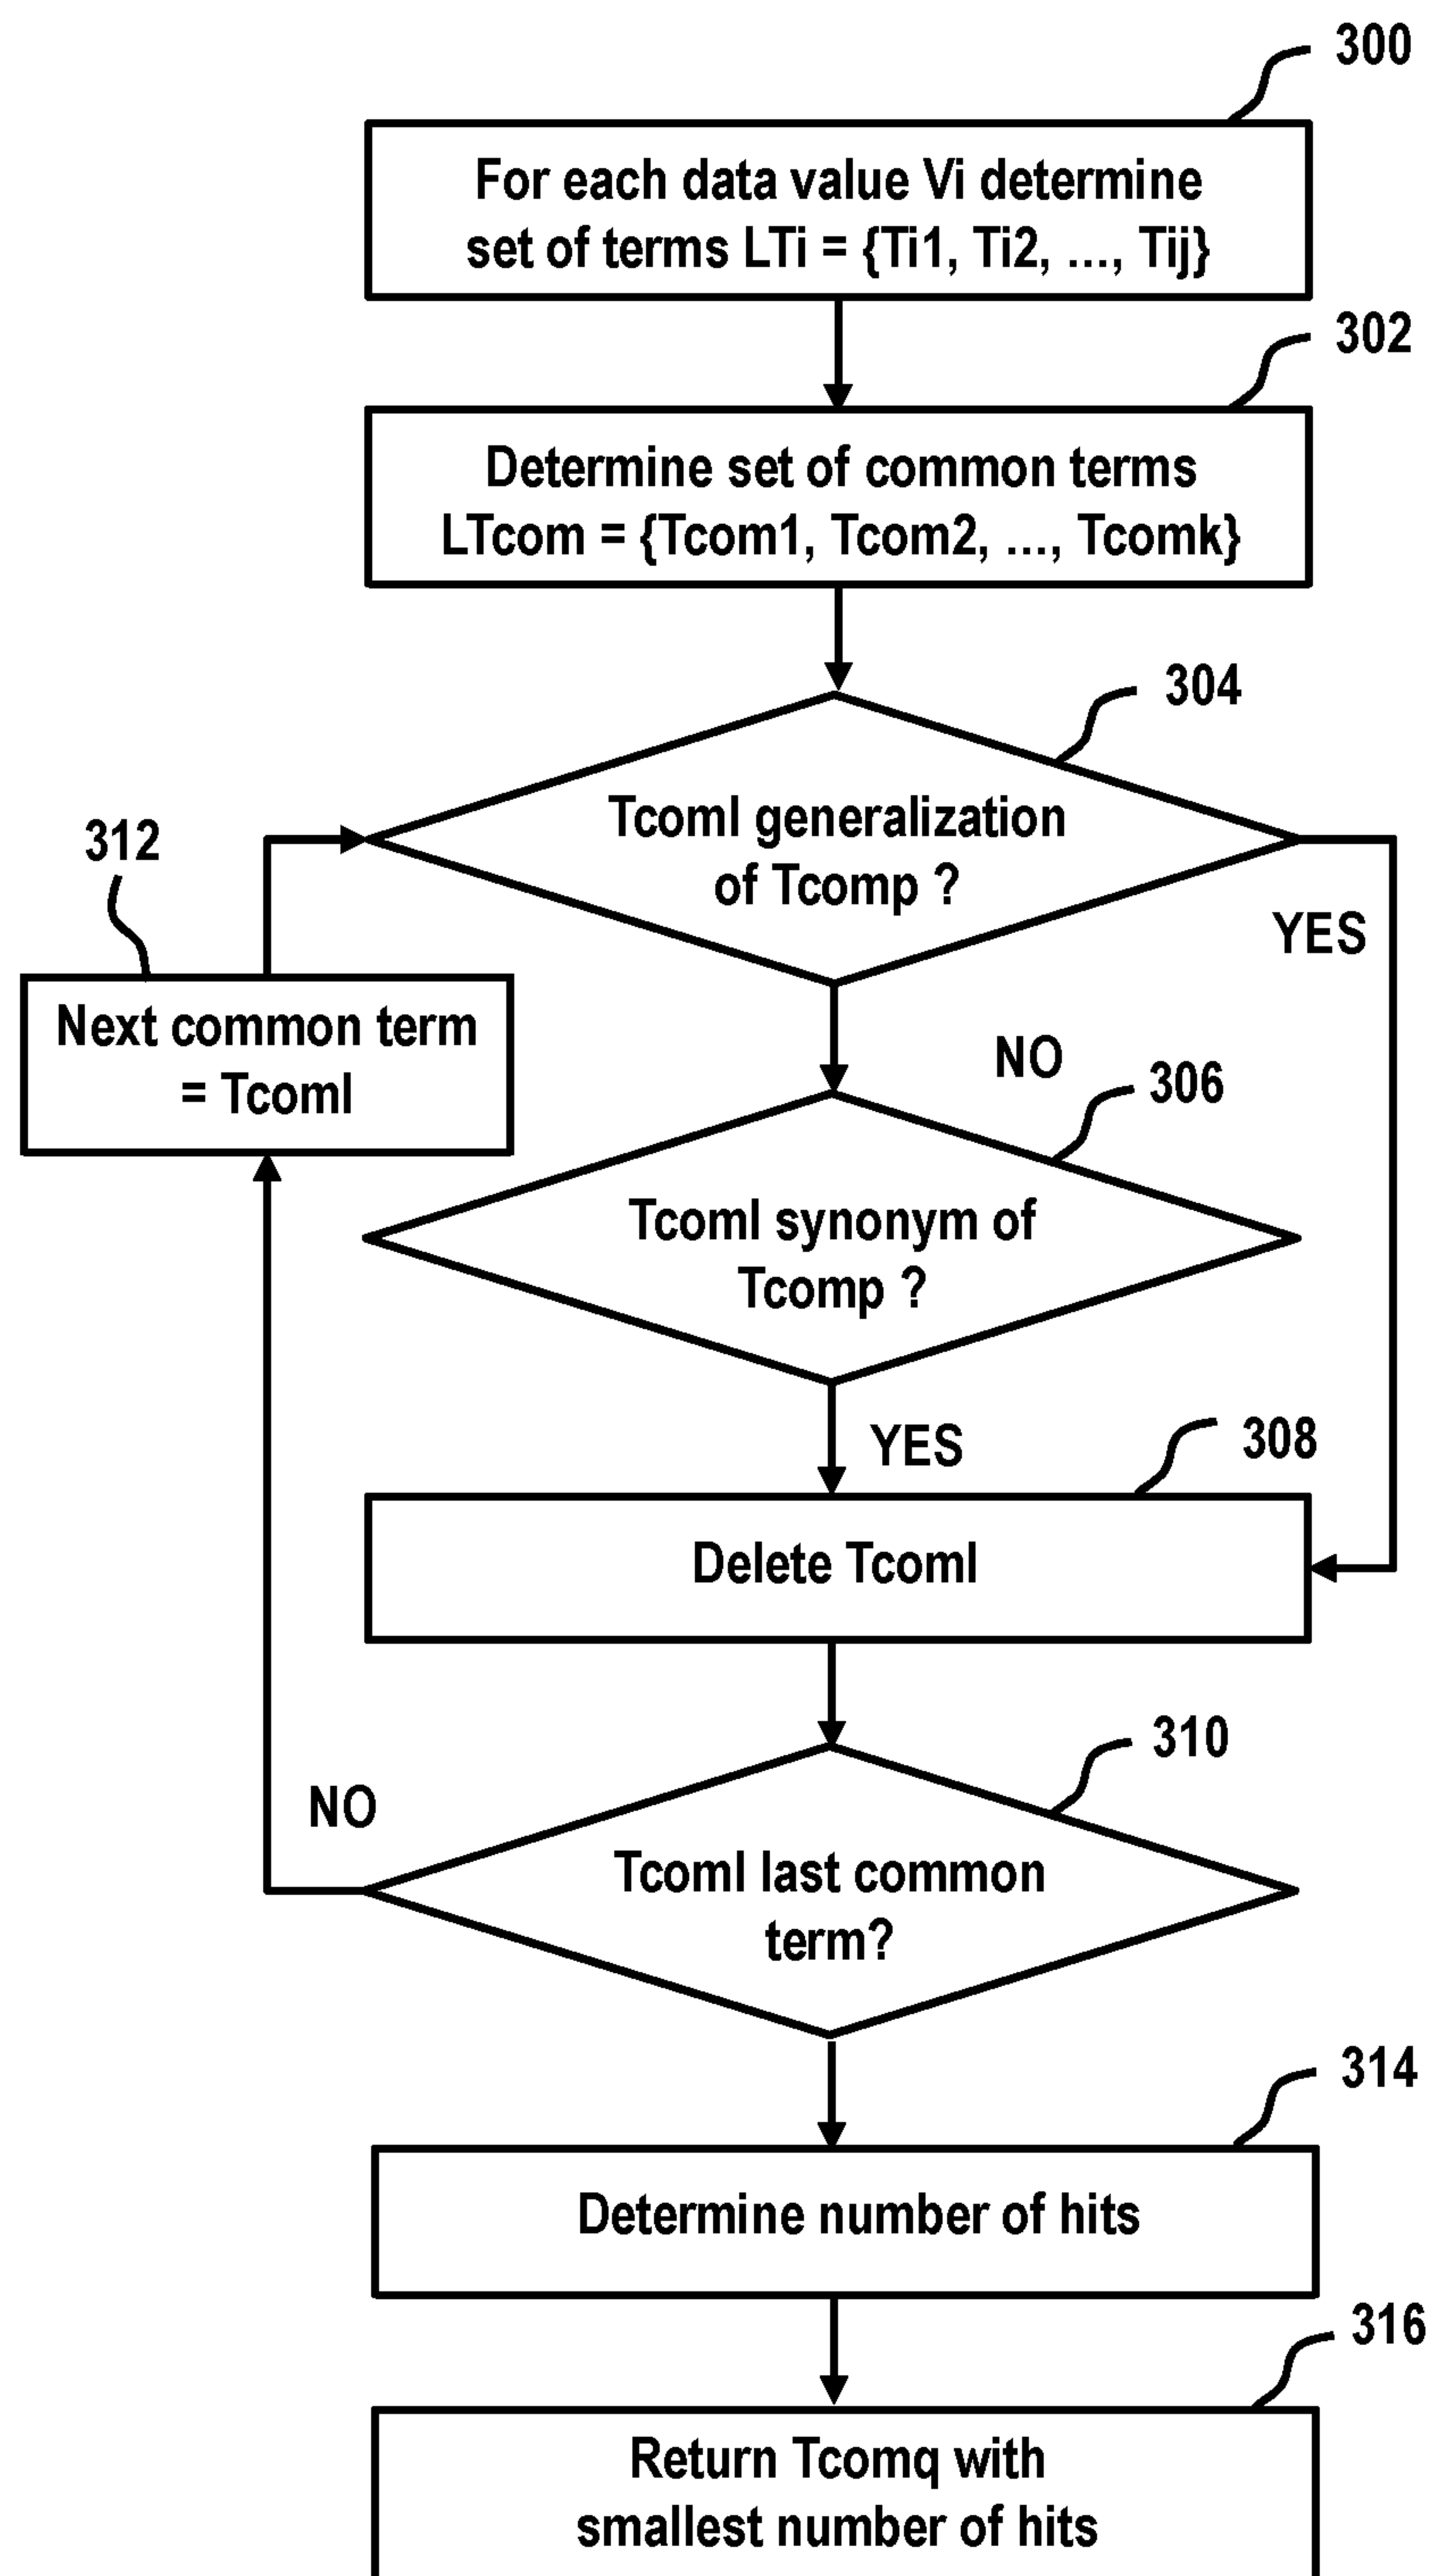 300
For each data value Vi determine
set of terms LTi = {Ti1, Ti2, ..., Tij}
302
Determine set of common terms
LTcom = {Tcom1, Tcom2, ..., Tcomk}
304
Tcoml generalization
of Tcomp ?
YES
312
Next common term
= Tcoml
NO
306
Tcoml synonym of
Tcomp ?
YES
308
Delete Tcoml
310
NO
Tcoml last common
term?
314
Determine number of hits
316
Return Tcomq with
smallest number of hits